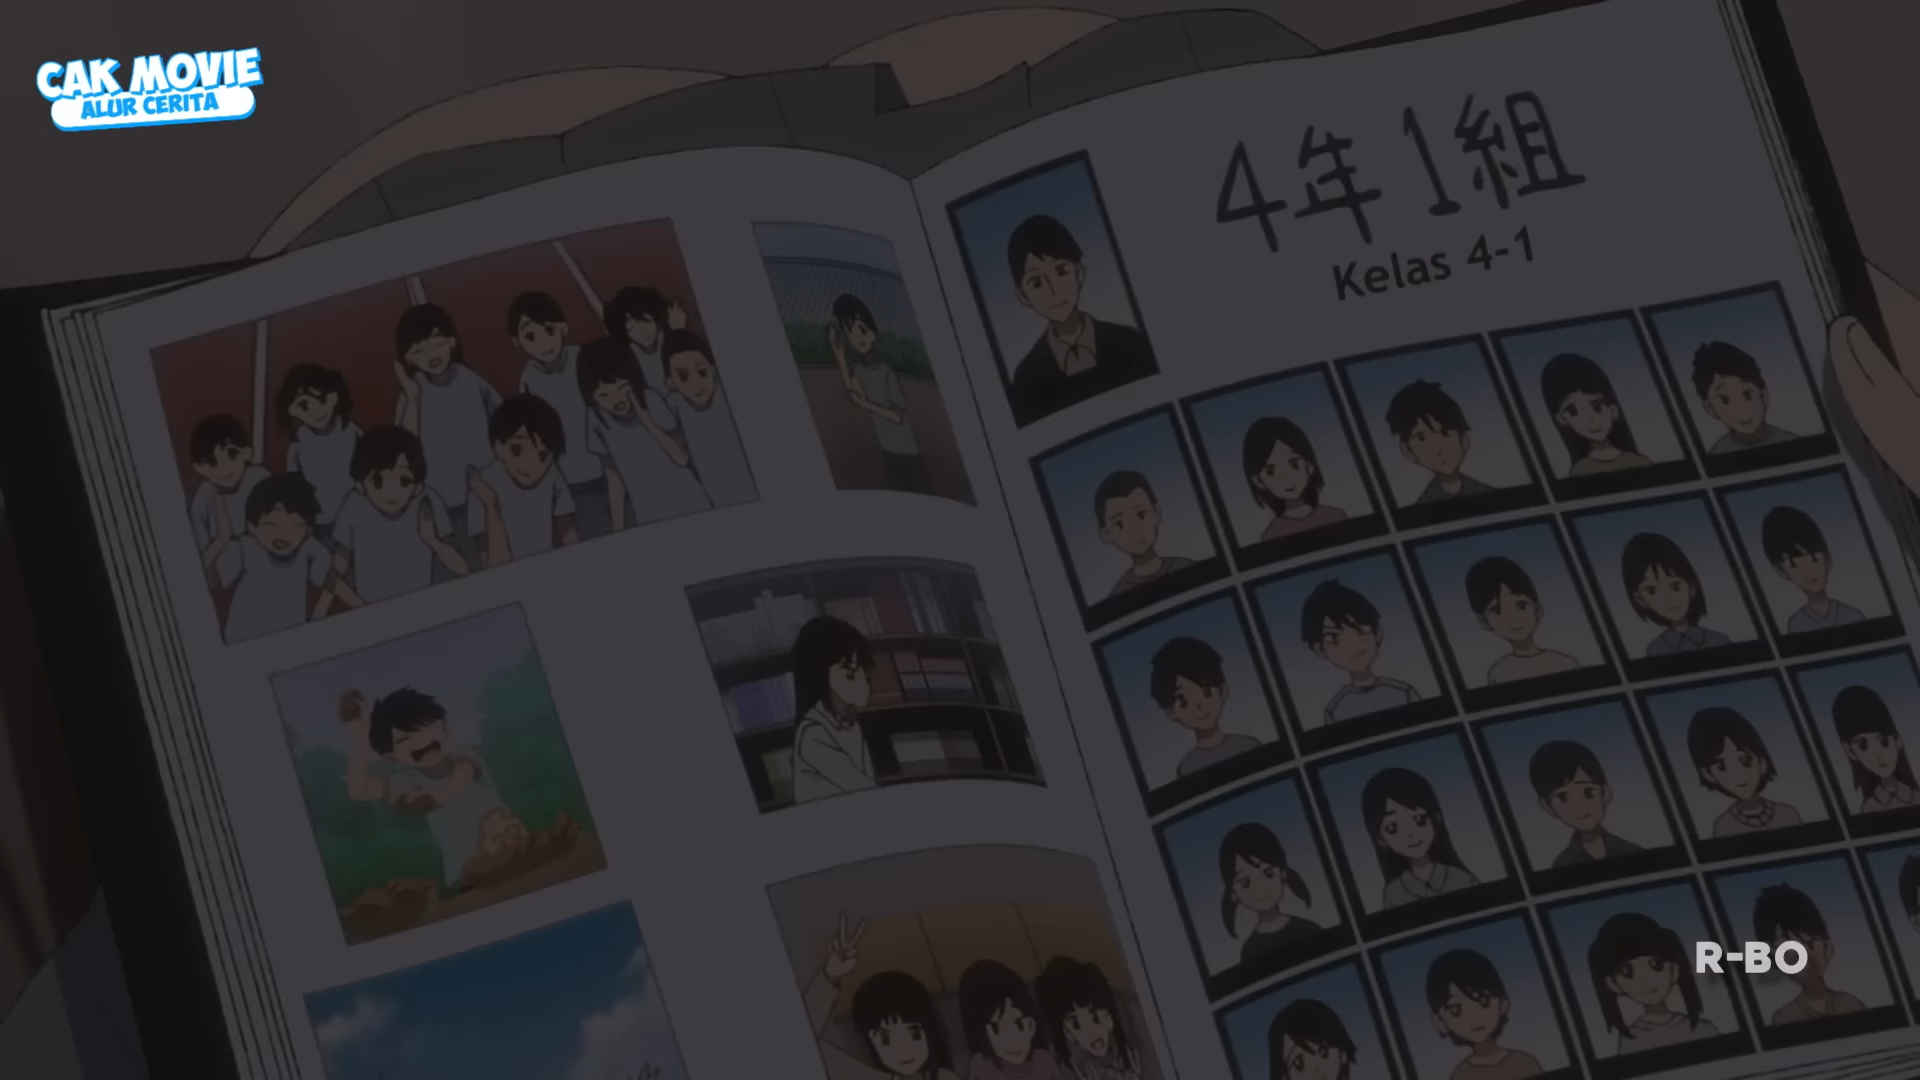 CAK MOVIE
ALUR CERITA
4年1組
Kelas 4-1
R-BO